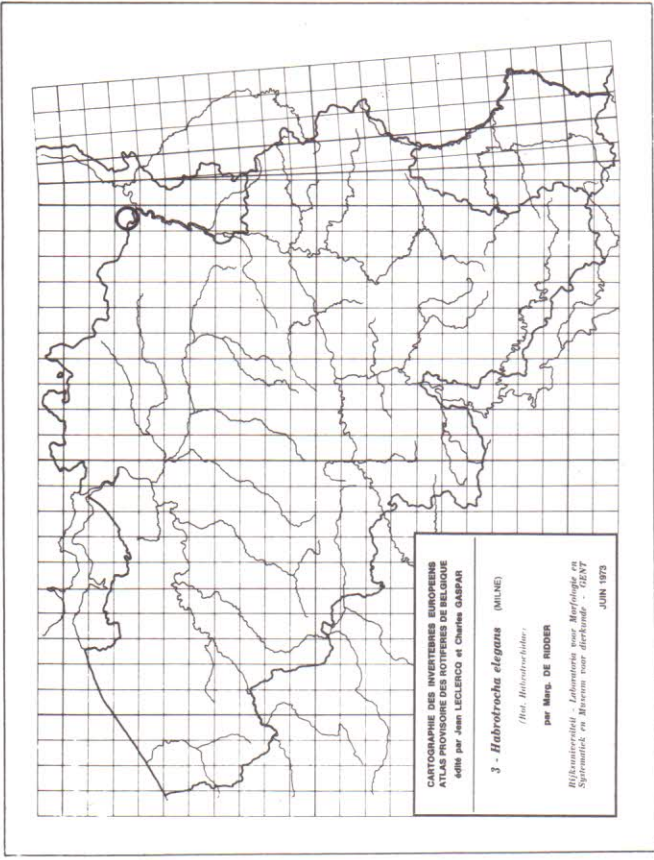 CARTOGRAPHIE DES INVERTEBRES EUROPEENS
ATLAS PROVISOIRE DES ROTIFERES DE BELGIQUE
édité par Jean LECLERCQ et Charles GASPAR
3 - Habrotrocha elegans (MILNE)
(Rot. Habrotrochidae)
par Marg. DE RIDDER
Rijksuniversiteit - Laboratoria voor Morfologie en
Systematiek en Museum voor dierkunde - GENT
JUIN 1973